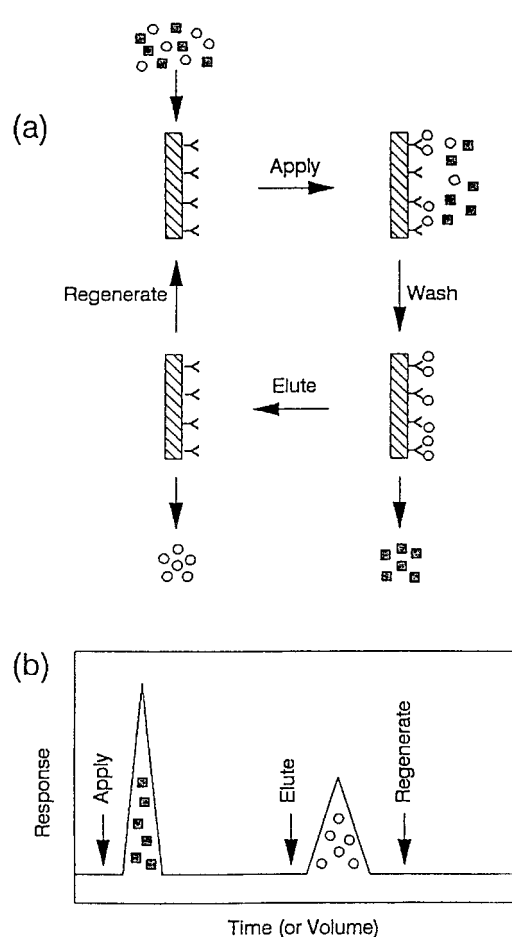 (a)
Apply
Regenerate
Wash
Elute
(b)
Response
Apply
Elute
Regenerate
Time (or Volume)